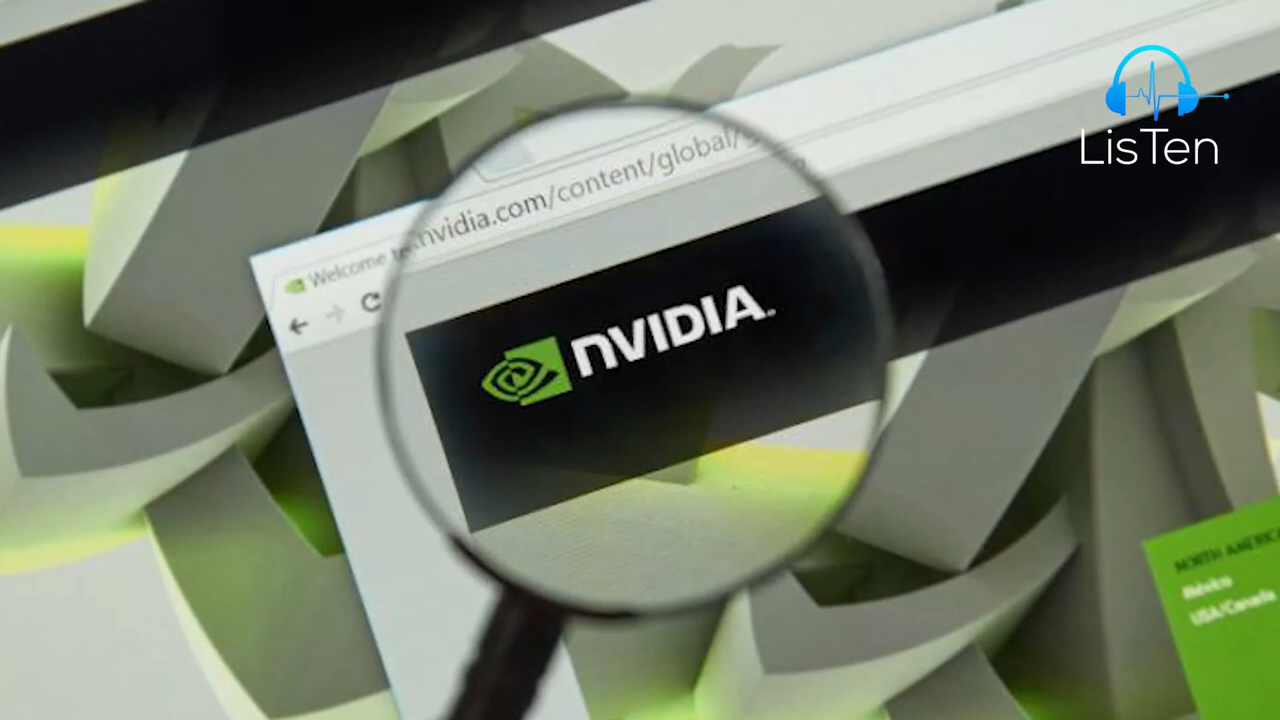 LisTen
nvidia.com/content/global/
Welcome
NVIDIA.
NORTH AMERICA
México
USA/Canada